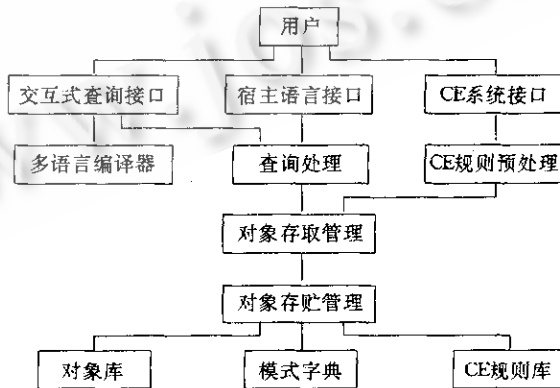 用户
交互式查询接口 宿主语言接口 CE系统接口
多语言编译器 查询处理 CE规则预处理
对象存取管理
对象存贮管理
对象库 模式字典 CE规则库